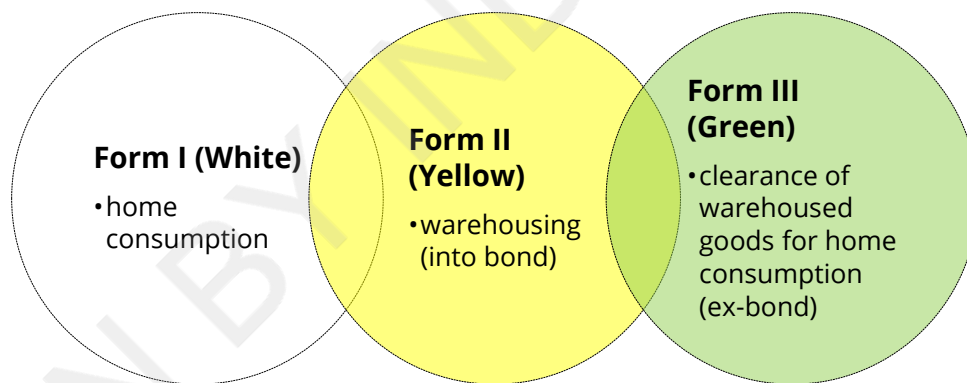 Form I (White)
•home
consumption
Form II
(Yellow)
•warehousing
(into bond)
Form III
(Green)
•clearance of
warehoused
goods for home
consumption
(ex-bond)